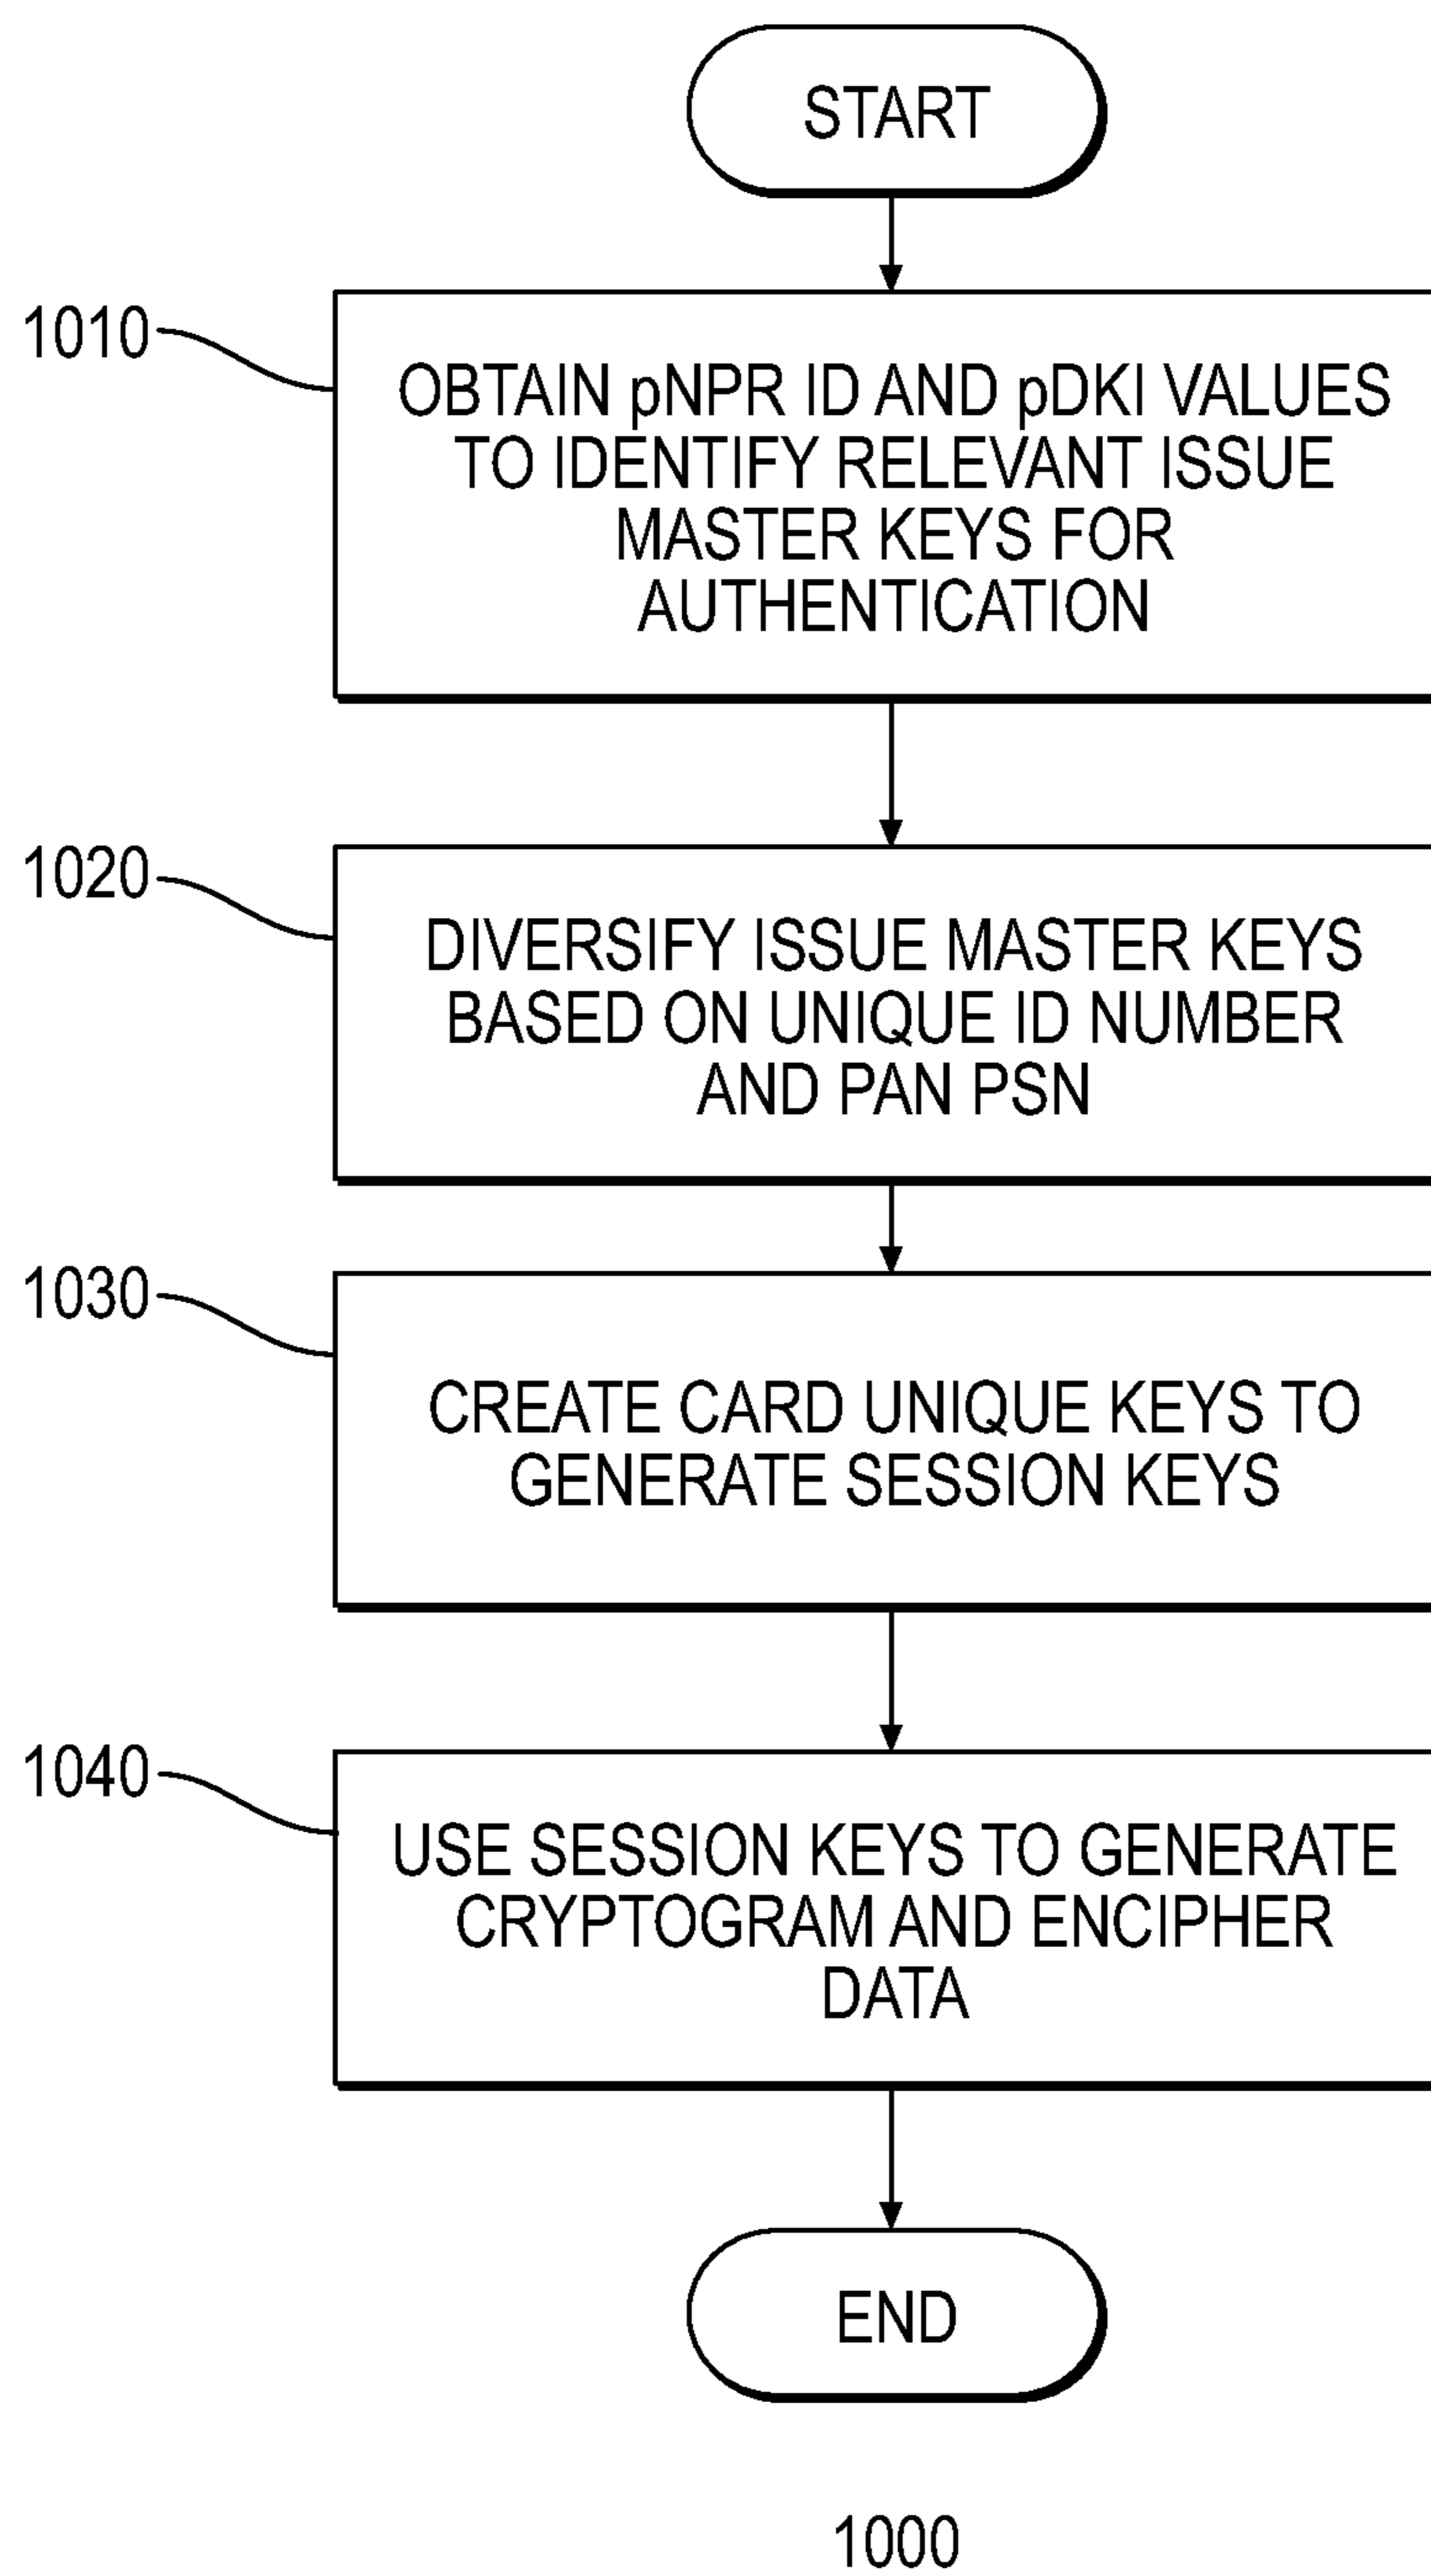 START
1010
OBTAIN pNPR ID AND pDKI VALUES
TO IDENTIFY RELEVANT ISSUE
MASTER KEYS FOR
AUTHENTICATION
1020
DIVERSIFY ISSUE MASTER KEYS
BASED ON UNIQUE ID NUMBER
AND PAN PSN
1030
CREATE CARD UNIQUE KEYS TO
GENERATE SESSION KEYS
1040
USE SESSION KEYS TO GENERATE
CRYPTOGRAM AND ENCIPHER
DATA
END
1000